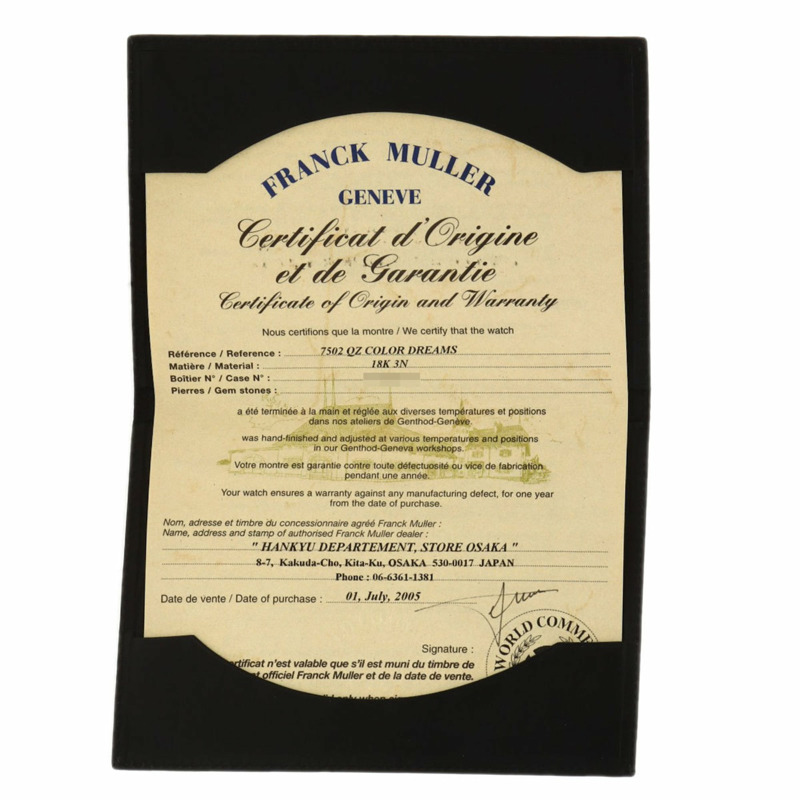 FRANCK MULLER
GENEVE
Certificat d'Origine
et de Garantie
Certificate of Origin and Warranty
Nous certifions que la montre / We certify that the watch
Référence / Reference : 7502 QZ COLOR DREAMS
Matière / Material : 18K 3N
Boîtier N° / Case N° :
Pierres / Gem stones :
a été terminée à la main et réglée aux diverses températures et positions
dans nos ateliers de Genthod-Genève.
was hand-finished and adjusted at various temperatures and positions
in our Genthod-Geneva workshops.
Votre montre est garantie contre toute défectuosité ou vice de fabrication
pendant une année.
Your watch ensures a warranty against any manufacturing defect, for one year
from the date of purchase.
Nom, adresse et timbre du concessionnaire agréé Franck Muller :
Name, address and stamp of authorised Franck Muller dealer :
" HANKYU DEPARTEMENT, STORE OSAKA "
8-7, Kakuda-Cho, Kita-Ku, OSAKA 530-0017 JAPAN
Phone : 06-6361-1381
Date de vente / Date of purchase : 01, July, 2005
Signature :
WORLD COMME
ertificat n'est valable que s'il est muni du timbre de
t officiel Franck Muller et de la date de vente.